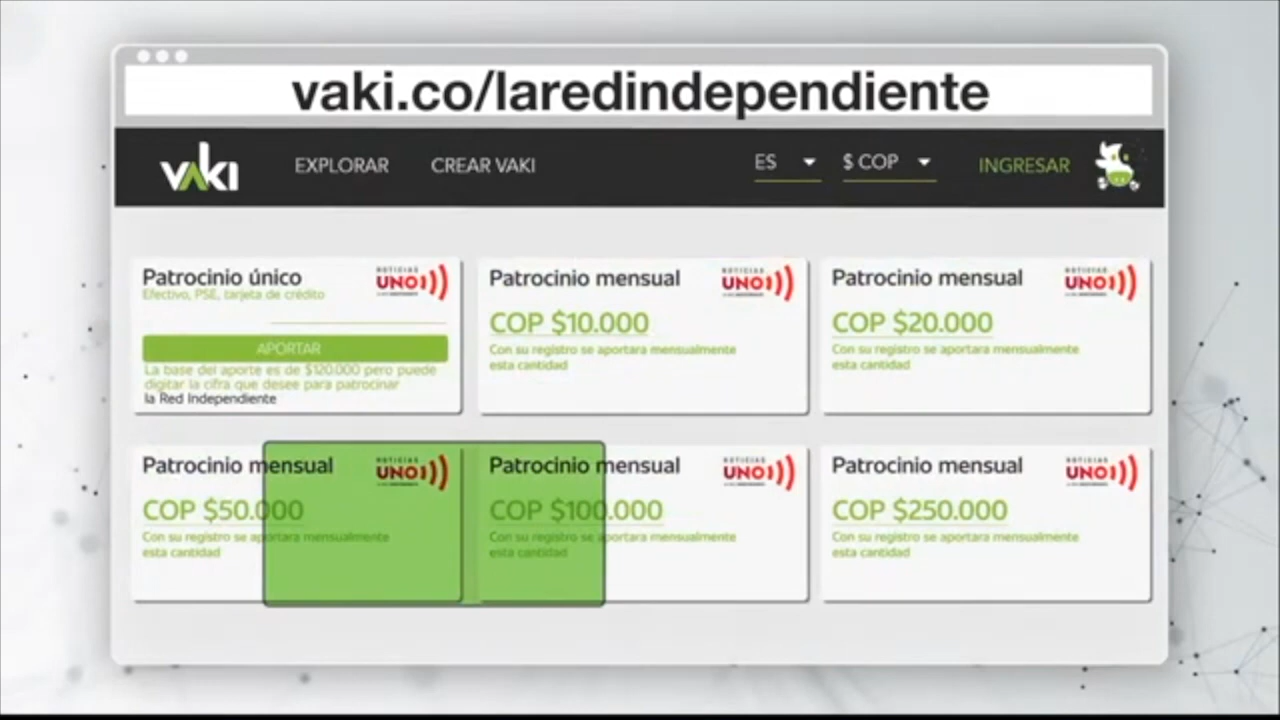 vaki.co/laredindependiente
vaki
EXPLORAR
CREAR VAKI
ES
$ COP
INGRESAR
Patrocinio único
NOTICIAS
UNO
Efectivo, PSE, tarjeta de crédito
APORTAR
La base del aporte es de $120.000 pero puede
digitar la cifra que desee para patrocinar
la Red Independiente
Patrocinio mensual
NOTICIAS
UNO
COP $10.000
Con su registro se aportara mensualmente
esta cantidad
Patrocinio mensual
NOTICIAS
UNO
COP $20.000
Con su registro se aportara mensualmente
esta cantidad
Patrocinio mensual
NOTICIAS
UNO
COP $50.000
Con su registro se aportara mensualmente
esta cantidad
Patrocinio mensual
NOTICIAS
UNO
COP $100.000
Con su registro se aportara mensualmente
esta cantidad
Patrocinio mensual
NOTICIAS
UNO
COP $250.000
Con su registro se aportara mensualmente
esta cantidad